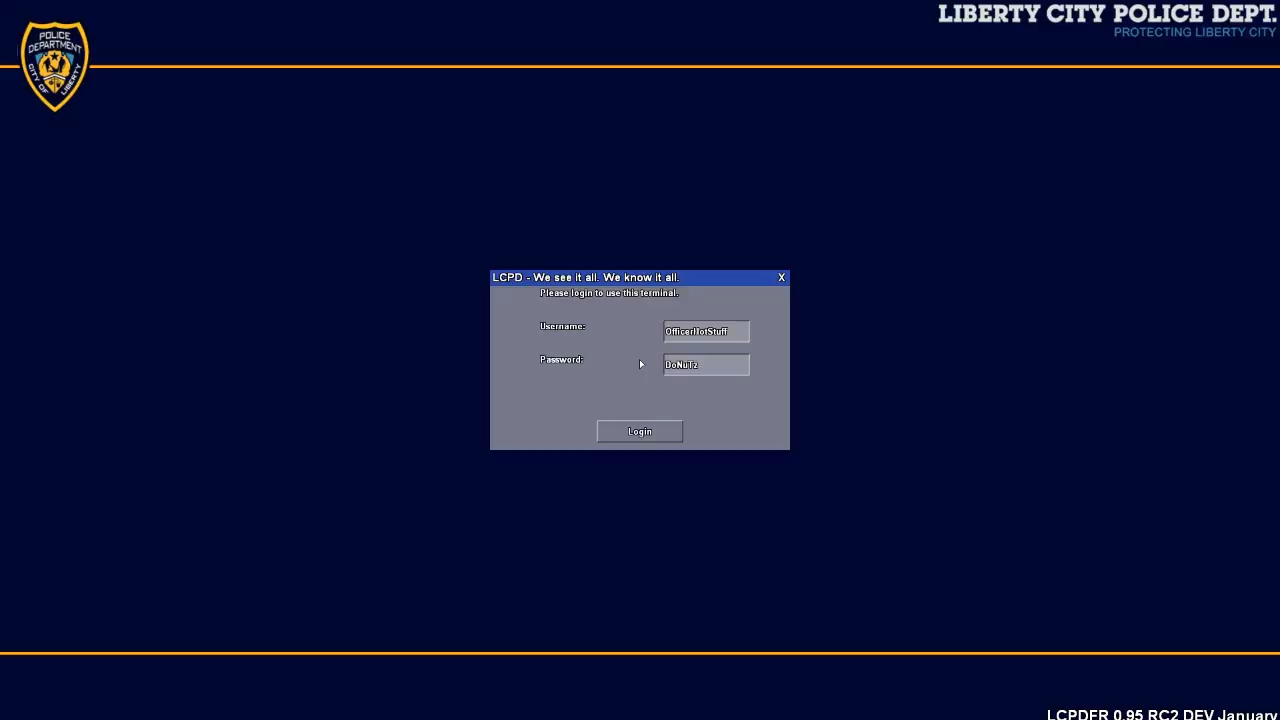 LIBERTY CITY POLICE DEPT.
PROTECTING LIBERTY CITY
POLICE
DEPARTMENT
CITY OF LIBERTY
LCPD - We see it all. We know it all. X
Please login to use this terminal.
Username: OfficerHotStuff
Password: DoNuTz
Login
LCPDFR 0.95 RC2 DEV January